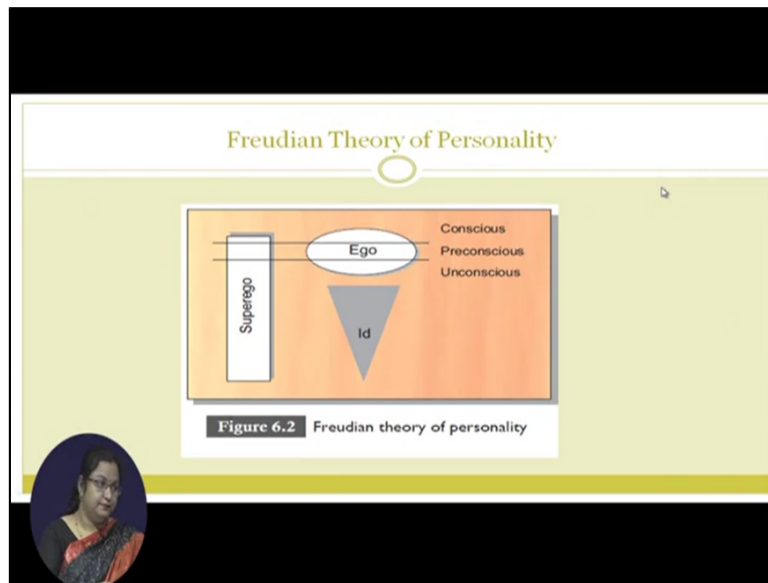 Freudian Theory of Personality
Conscious
Ego
Preconscious
Unconscious
Superego
Id
Figure 6.2 Freudian theory of personality